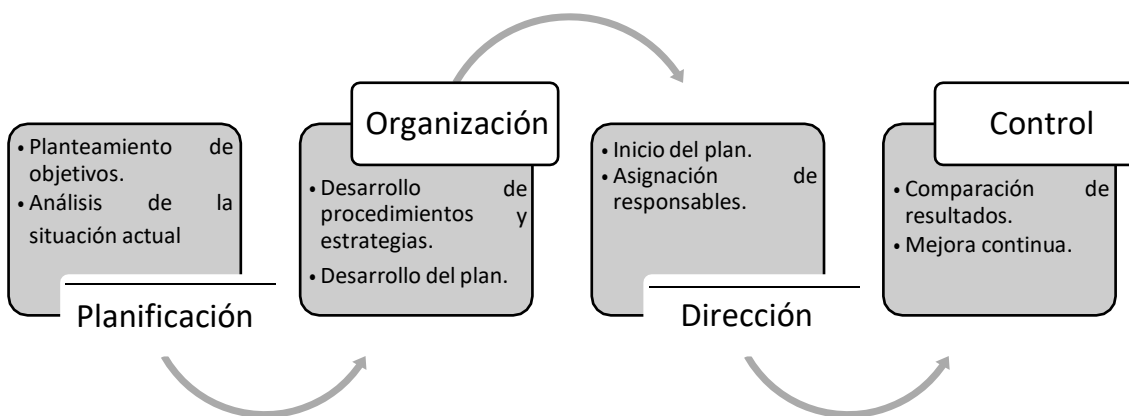 • Planteamiento de
objetivos.
• Análisis de la
situación actual
Planificación
Organización
• Desarrollo de
procedimientos y
estrategias.
• Desarrollo del plan.
• Inicio del plan.
• Asignación de
responsables.
Dirección
Control
• Comparación de
resultados.
• Mejora continua.